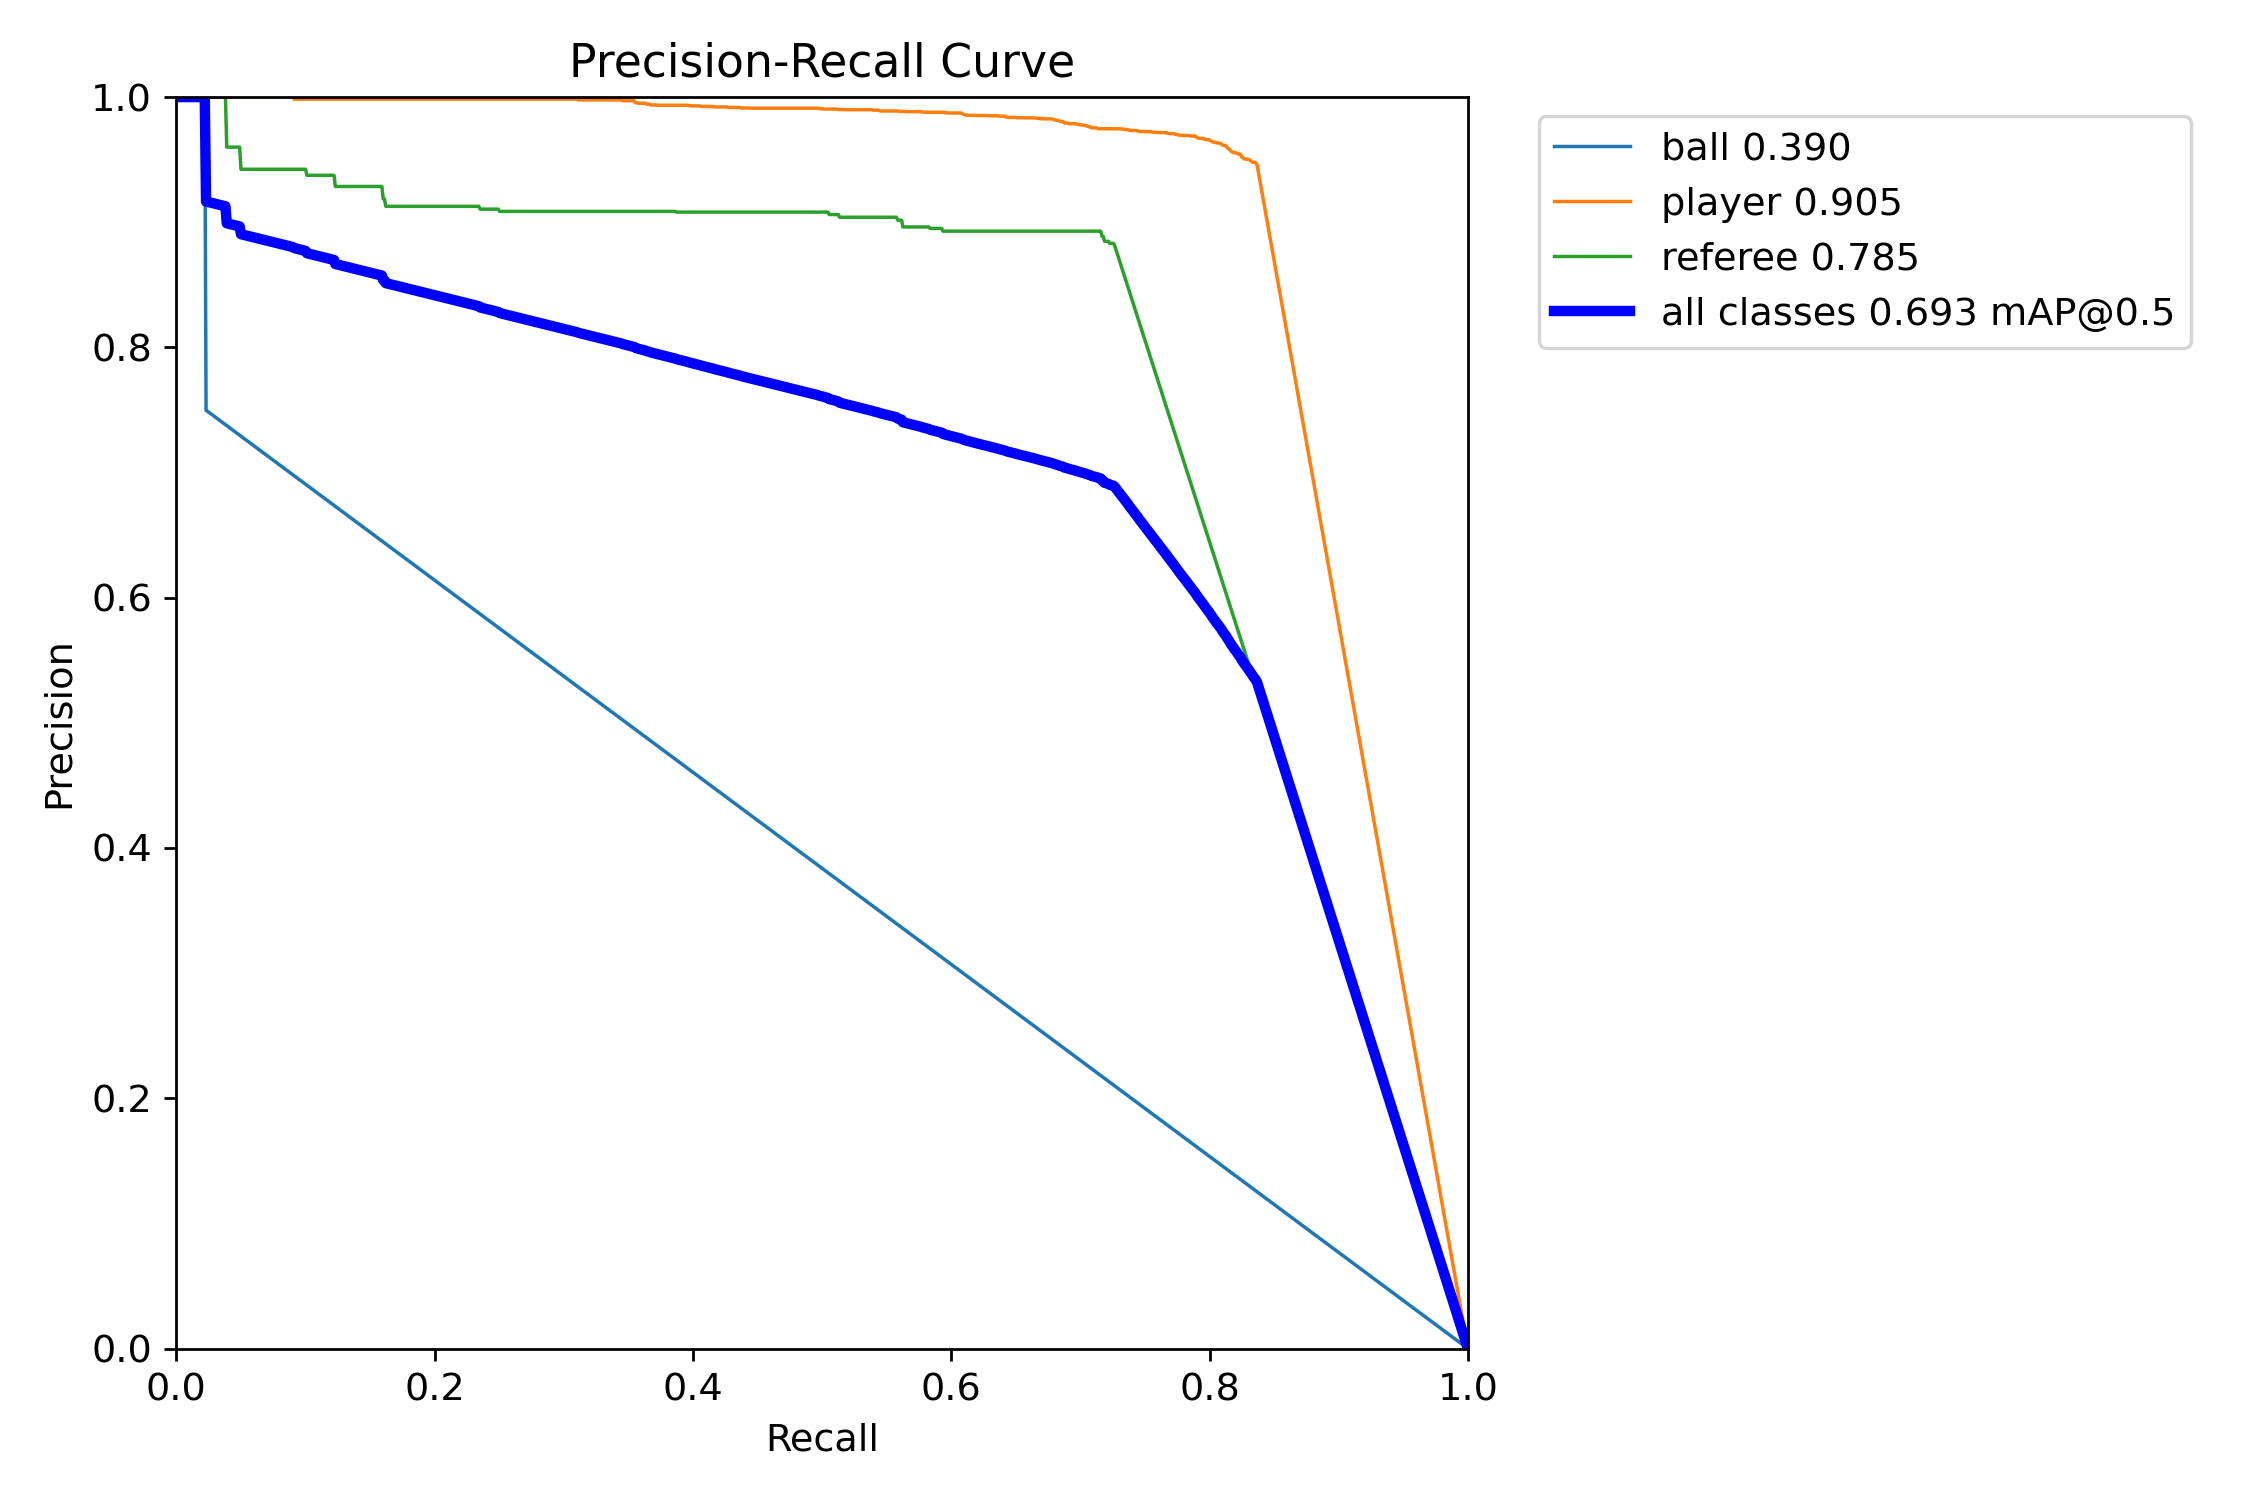 Precision-Recall Curve
1.0
0.8
0.6
0.4
0.2
0.0
Precision
0.0 0.2 0.4 0.6 0.8 1.0
Recall
ball 0.390
player 0.905
referee 0.785
all classes 0.693 mAP@0.5